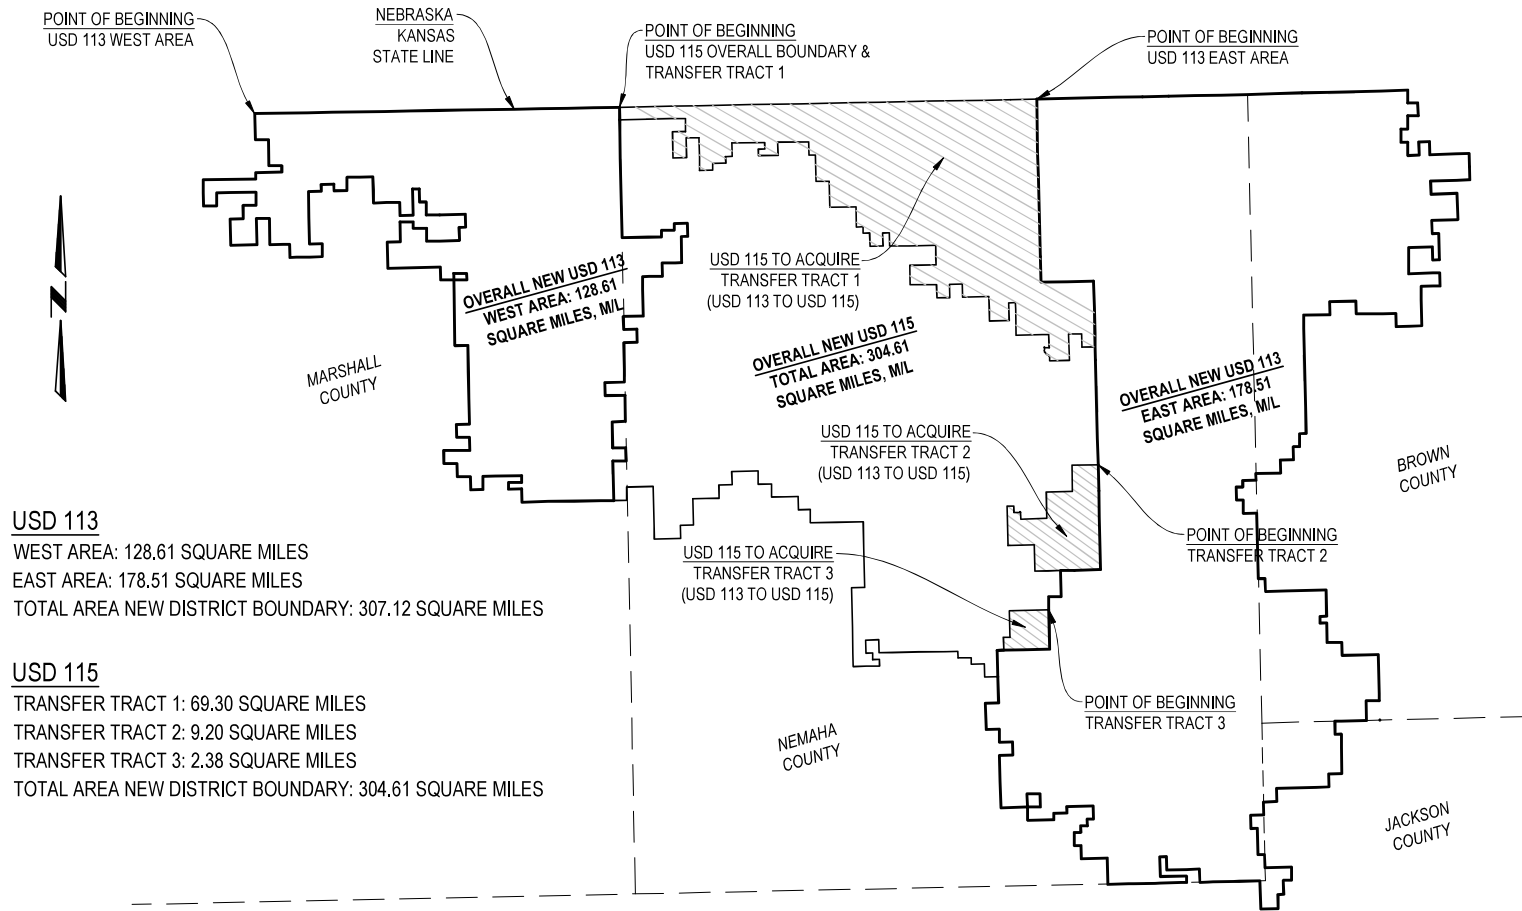 POINT OF BEGINNING
USD 113 WEST AREA
NEBRASKA
KANSAS
STATE LINE
POINT OF BEGINNING
USD 115 OVERALL BOUNDARY &
TRANSFER TRACT 1
POINT OF BEGINNING
USD 113 EAST AREA
N
OVERALL NEW USD 113
WEST AREA: 128.61
SQUARE MILES, M/L
USD 115 TO ACQUIRE
TRANSFER TRACT 1
(USD 113 TO USD 115)
OVERALL NEW USD 115
TOTAL AREA: 304.61
SQUARE MILES, M/L
OVERALL NEW USD 113
EAST AREA: 178.51
SQUARE MILES, M/L
MARSHALL
COUNTY
USD 115 TO ACQUIRE
TRANSFER TRACT 2
(USD 113 TO USD 115)
BROWN
COUNTY
USD 113
WEST AREA: 128.61 SQUARE MILES
EAST AREA: 178.51 SQUARE MILES
TOTAL AREA NEW DISTRICT BOUNDARY: 307.12 SQUARE MILES
USD 115 TO ACQUIRE
TRANSFER TRACT 3
(USD 113 TO USD 115)
POINT OF BEGINNING
TRANSFER TRACT 2
USD 115
TRANSFER TRACT 1: 69.30 SQUARE MILES
TRANSFER TRACT 2: 9.20 SQUARE MILES
TRANSFER TRACT 3: 2.38 SQUARE MILES
TOTAL AREA NEW DISTRICT BOUNDARY: 304.61 SQUARE MILES
POINT OF BEGINNING
TRANSFER TRACT 3
NEMAHA
COUNTY
JACKSON
COUNTY